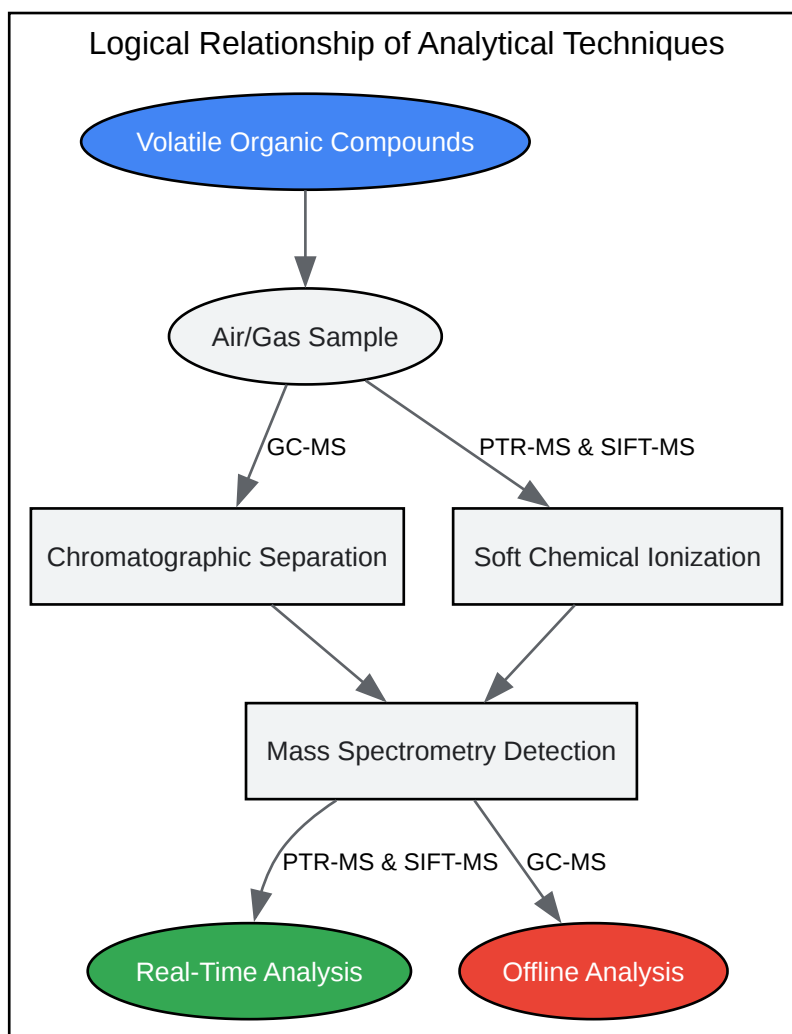 Logical Relationship of Analytical Techniques
Volatile Organic Compounds
Air/Gas Sample
GC-MS
PTR-MS & SIFT-MS
Chromatographic Separation
Soft Chemical Ionization
Mass Spectrometry Detection
PTR-MS & SIFT-MS
GC-MS
Real-Time Analysis
Offline Analysis